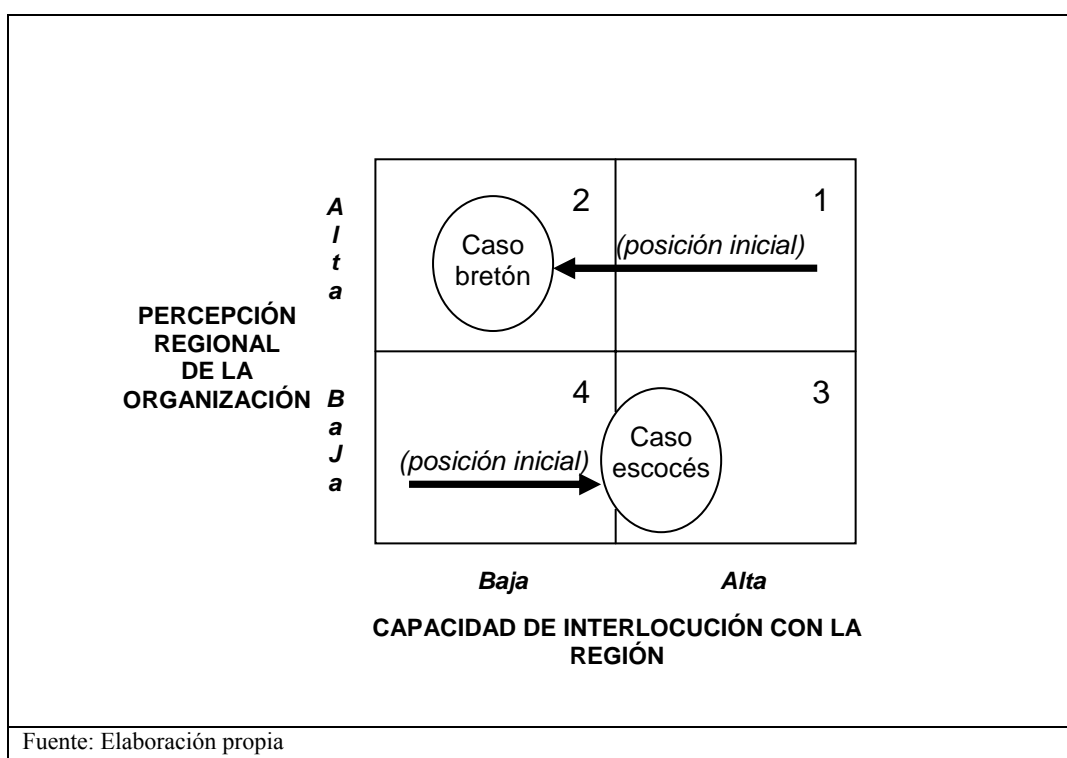 2
1
A
l
t
a
Caso
bretón
(posición inicial)
PERCEPCIÓN
REGIONAL
DE LA
ORGANIZACIÓN
B
a
J
a
4
3
Caso
escocés
(posición inicial)
Baja
Alta
CAPACIDAD DE INTERLOCUCIÓN CON LA
REGIÓN
Fuente: Elaboración propia